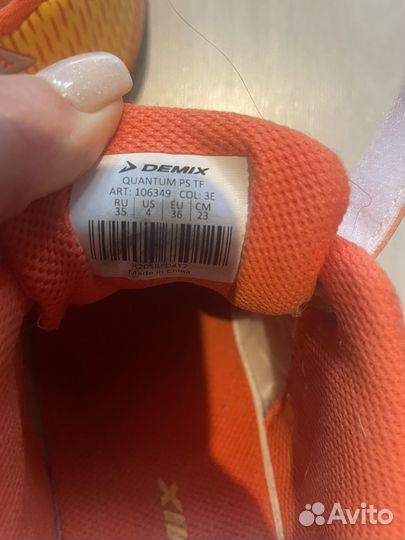 DEMIX
QUANTUM PS TF
ART: 106349 COL: 3E
RU US EU CM
35 4 36 23
Made in China
Avito